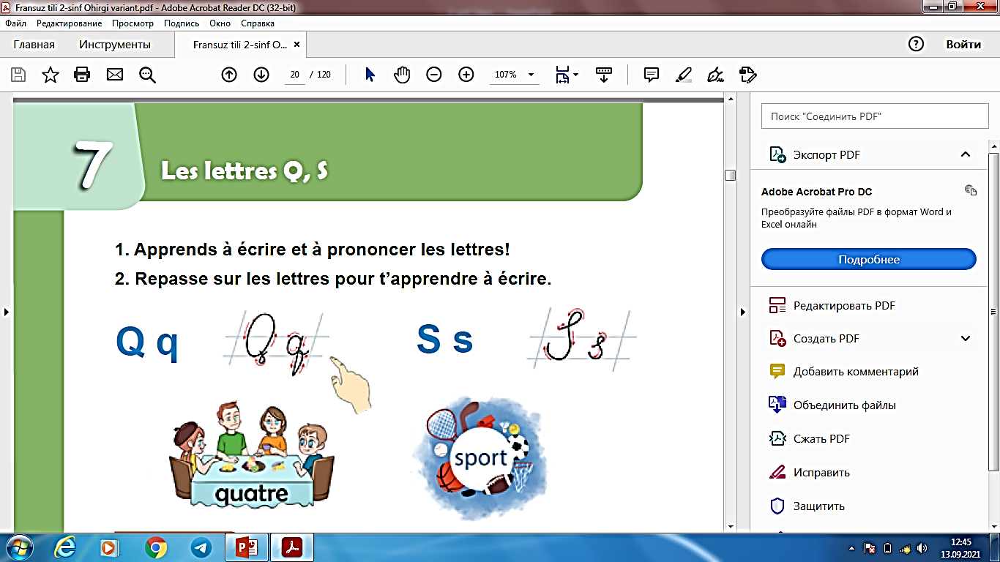 Fransuz tili 2-sinf Ohirgi variant.pdf - Adobe Acrobat Reader DC (32-bit)
Файл Редактирование Просмотр Подпись Окно Справка
Главная Инструменты Fransuz tili 2-sinf O... × Войти
20 / 120 107%
7 Les lettres Q, S
1. Apprends à écrire et à prononcer les lettres!
2. Repasse sur les lettres pour t’apprendre à écrire.
Q q Q q S s S s
quatre
sport
Поиск "Соединить PDF"
Экспорт PDF
Adobe Acrobat Pro DC
Преобразуйте файлы PDF в формат Word и
Excel онлайн
Подробнее
Редактировать PDF
Создать PDF
Добавить комментарий
Объединить файлы
Сжать PDF
Исправить
Защитить
12:45
13.09.2021